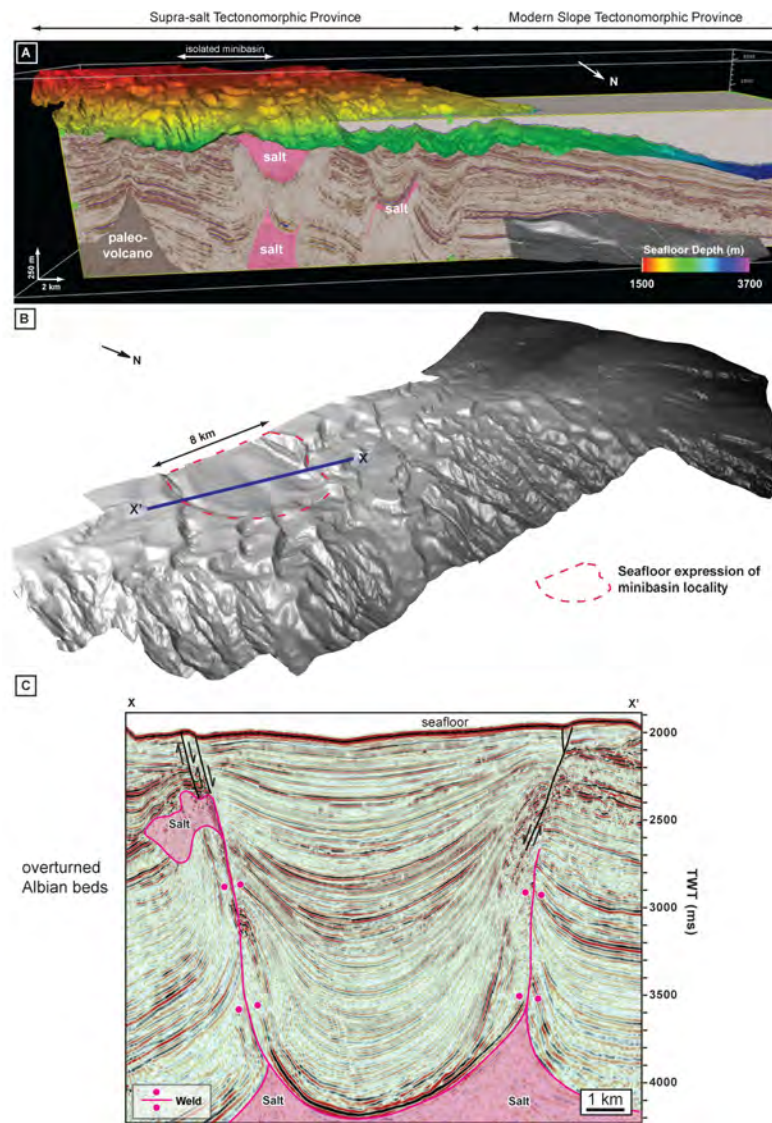 Supra-salt Tectonomorphic Province
Modern Slope Tectonomorphic Province
A
isolated minibasin
N
salt
salt
salt
paleo-
volcano
250 m
2 km
Seafloor Depth (m)
1500
3700
B
N
8 km
X
X'
Seafloor expression of
minibasin locality
C
X
X'
seafloor
2000
Salt
2500
overturned
Albian beds
TWT (ms)
3000
3500
4000
Weld
Salt
Salt
1 km